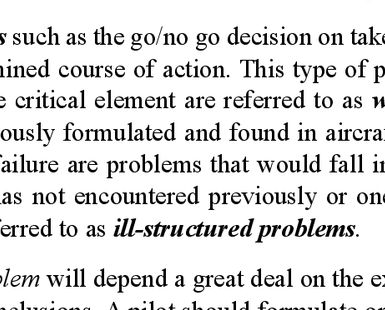 s such as the go/no go decision on take
nined course of action. This type of p
e critical element are referred to as w
ously formulated and found in aircra
failure are problems that would fall in
as not encountered previously or one
ferred to as ill-structured problems.
blem will depend a great deal on the ex
nclusions. A pilot should formulate or